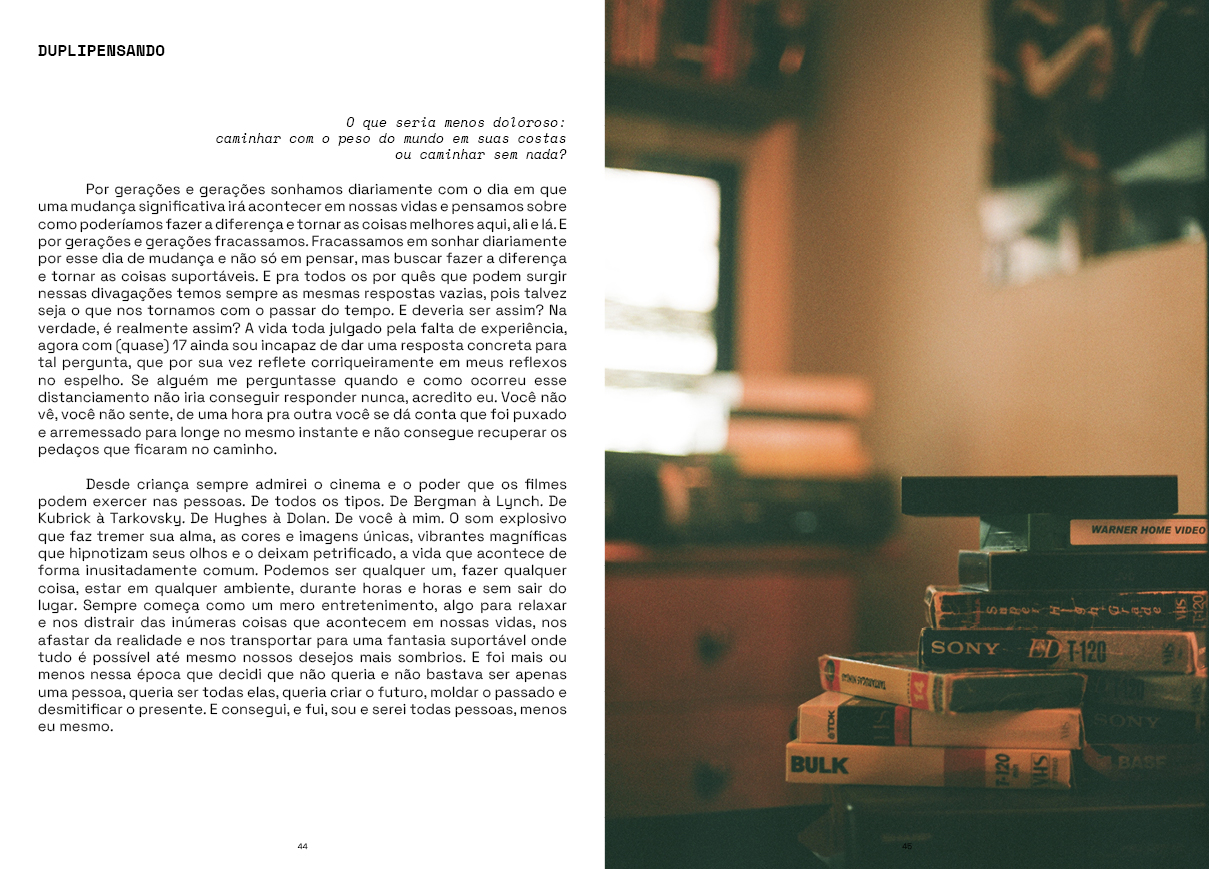 DUPLIPENSANDO
O que seria menos doloroso:
caminhar com o peso do mundo em suas costas
ou caminhar sem nada?
Por gerações e gerações sonhamos diariamente com o dia em que
uma mudança significativa irá acontecer em nossas vidas e pensamos sobre
como poderíamos fazer a diferença e tornar as coisas melhores aqui, ali e lá. E
por gerações e gerações fracassamos. Fracassamos em sonhar diariamente
por esse dia de mudança e não só em pensar, mas buscar fazer a diferença
e tornar as coisas suportáveis. E pra todos os por quês que podem surgir
nessas divagações temos sempre as mesmas respostas vazias, pois talvez
seja o que nos tornamos com o passar do tempo. E deveria ser assim? Na
verdade, é realmente assim? A vida toda julgado pela falta de experiência,
agora com (quase) 17 ainda sou incapaz de dar uma resposta concreta para
tal pergunta, que por sua vez reflete corriqueiramente em meus reflexos
no espelho. Se alguém me perguntasse quando e como ocorreu esse
distanciamento não iria conseguir responder nunca, acredito eu. Você não
vê, você não sente, de uma hora pra outra você se dá conta que foi puxado
e arremessado para longe no mesmo instante e não consegue recuperar os
pedaços que ficaram no caminho.
Desde criança sempre admirei o cinema e o poder que os filmes
podem exercer nas pessoas. De todos os tipos. De Bergman à Lynch. De
Kubrick à Tarkovsky. De Hughes à Dolan. De você à mim. O som explosivo
que faz tremer sua alma, as cores e imagens únicas, vibrantes magníficas
que hipnotizam seus olhos e o deixam petrificado, a vida que acontece de
forma inusitadamente comum. Podemos ser qualquer um, fazer qualquer
coisa, estar em qualquer ambiente, durante horas e horas e sem sair do
lugar. Sempre começa como um mero entretenimento, algo para relaxar
e nos distrair das inúmeras coisas que acontecem em nossas vidas, nos
afastar da realidade e nos transportar para uma fantasia suportável onde
tudo é possível até mesmo nossos desejos mais sombrios. E foi mais ou
menos nessa época que decidi que não queria e não bastava ser apenas
uma pessoa, queria ser todas elas, queria criar o futuro, moldar o passado e
desmitificar o presente. E consegui, e fui, sou e serei todas pessoas, menos
eu mesmo.
44
WARNER HOME VIDEO
Super High Grade VHS T-120
SONY ED T-120 VHS
14
TDK
SONY
BULK T-120 min VHS
BASF
45